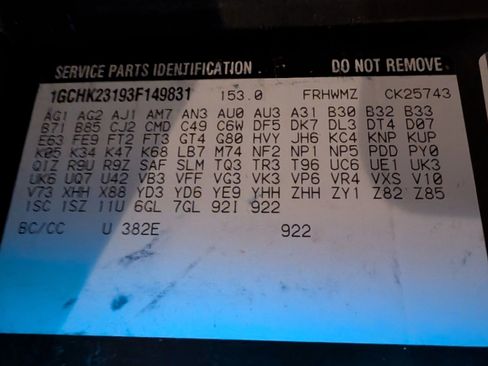 SERVICE PARTS IDENTIFICATION DO NOT REMOVE
1GCHK23193F149831 153.0 FRHWMZ CK25743
AG1 AG2 AJ1 AM7 AN3 AU0 AU3 A31 B30 B32 B33
B71 B85 CJ2 CMD C49 C6W DF5 DK7 DL3 DT4 D07
E63 FE9 FT2 FT3 GT4 G80 HVY JH6 KC4 KNP KUP
K05 K34 K47 K68 LB7 M74 NF2 NP1 NP5 PDD PY0
Q1Z R9U R9Z SAF SLM TQ3 TR3 T96 UC6 UE1 UK3
UK6 UQ7 U42 VB3 VFF VG3 VK3 VP6 VR4 VXS V10
V73 XHH X88 YD3 YD6 YE9 YHH ZHH ZY1 Z82 Z85
1SC 1SZ 11U 6GL 7GL 92I 922
BC/CC U 382E 922